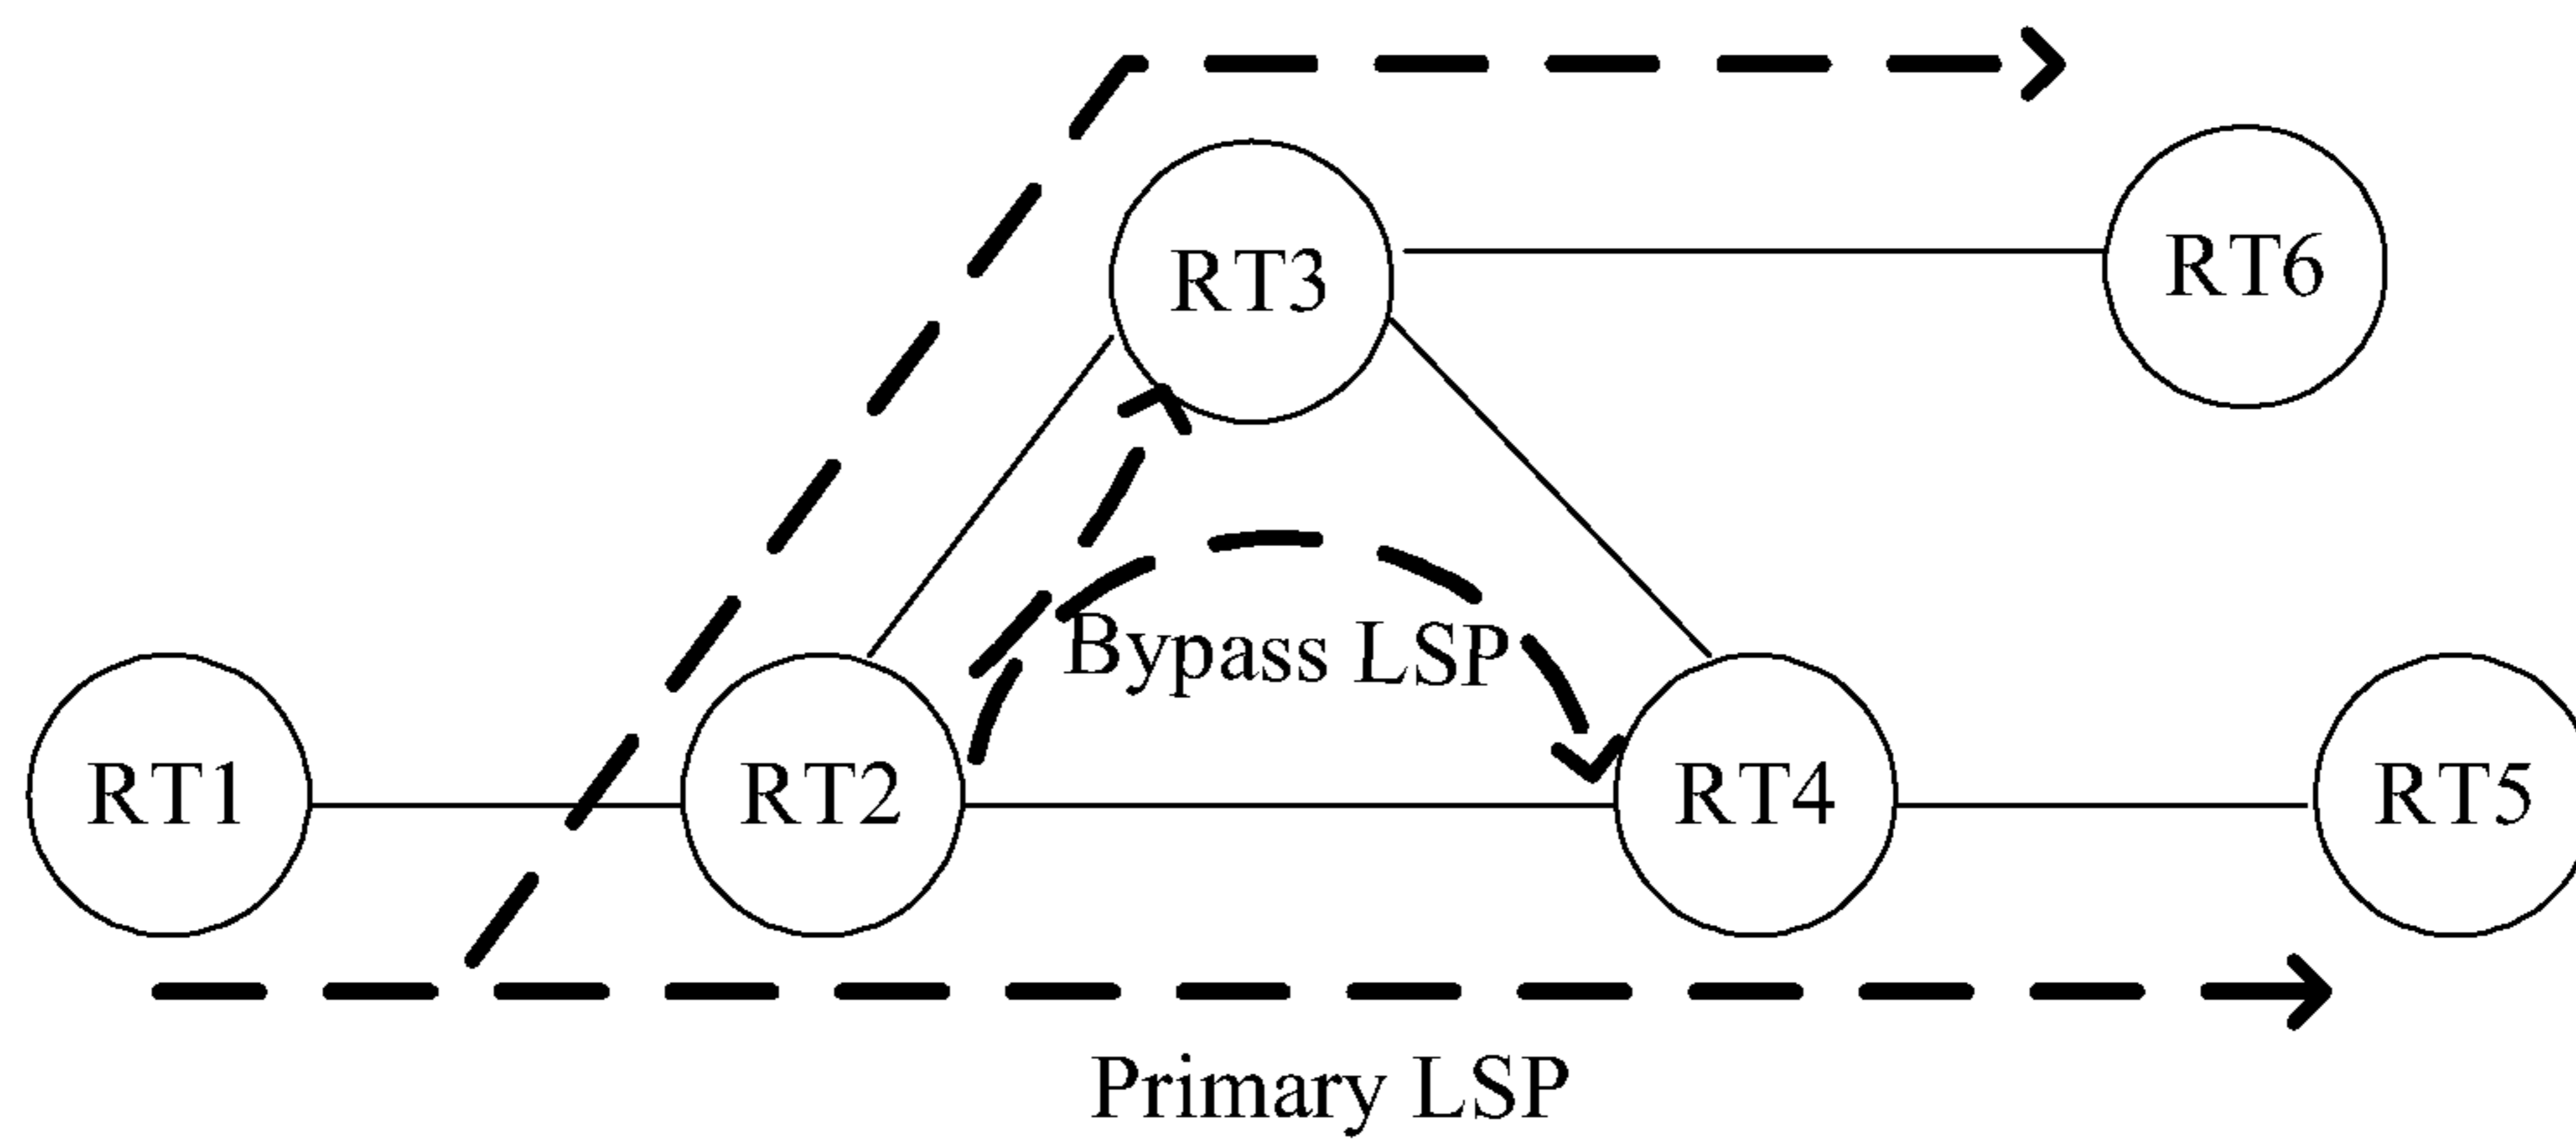 RT3
RT6
Bypass LSP
RT1
RT2
RT4
RT5
Primary LSP